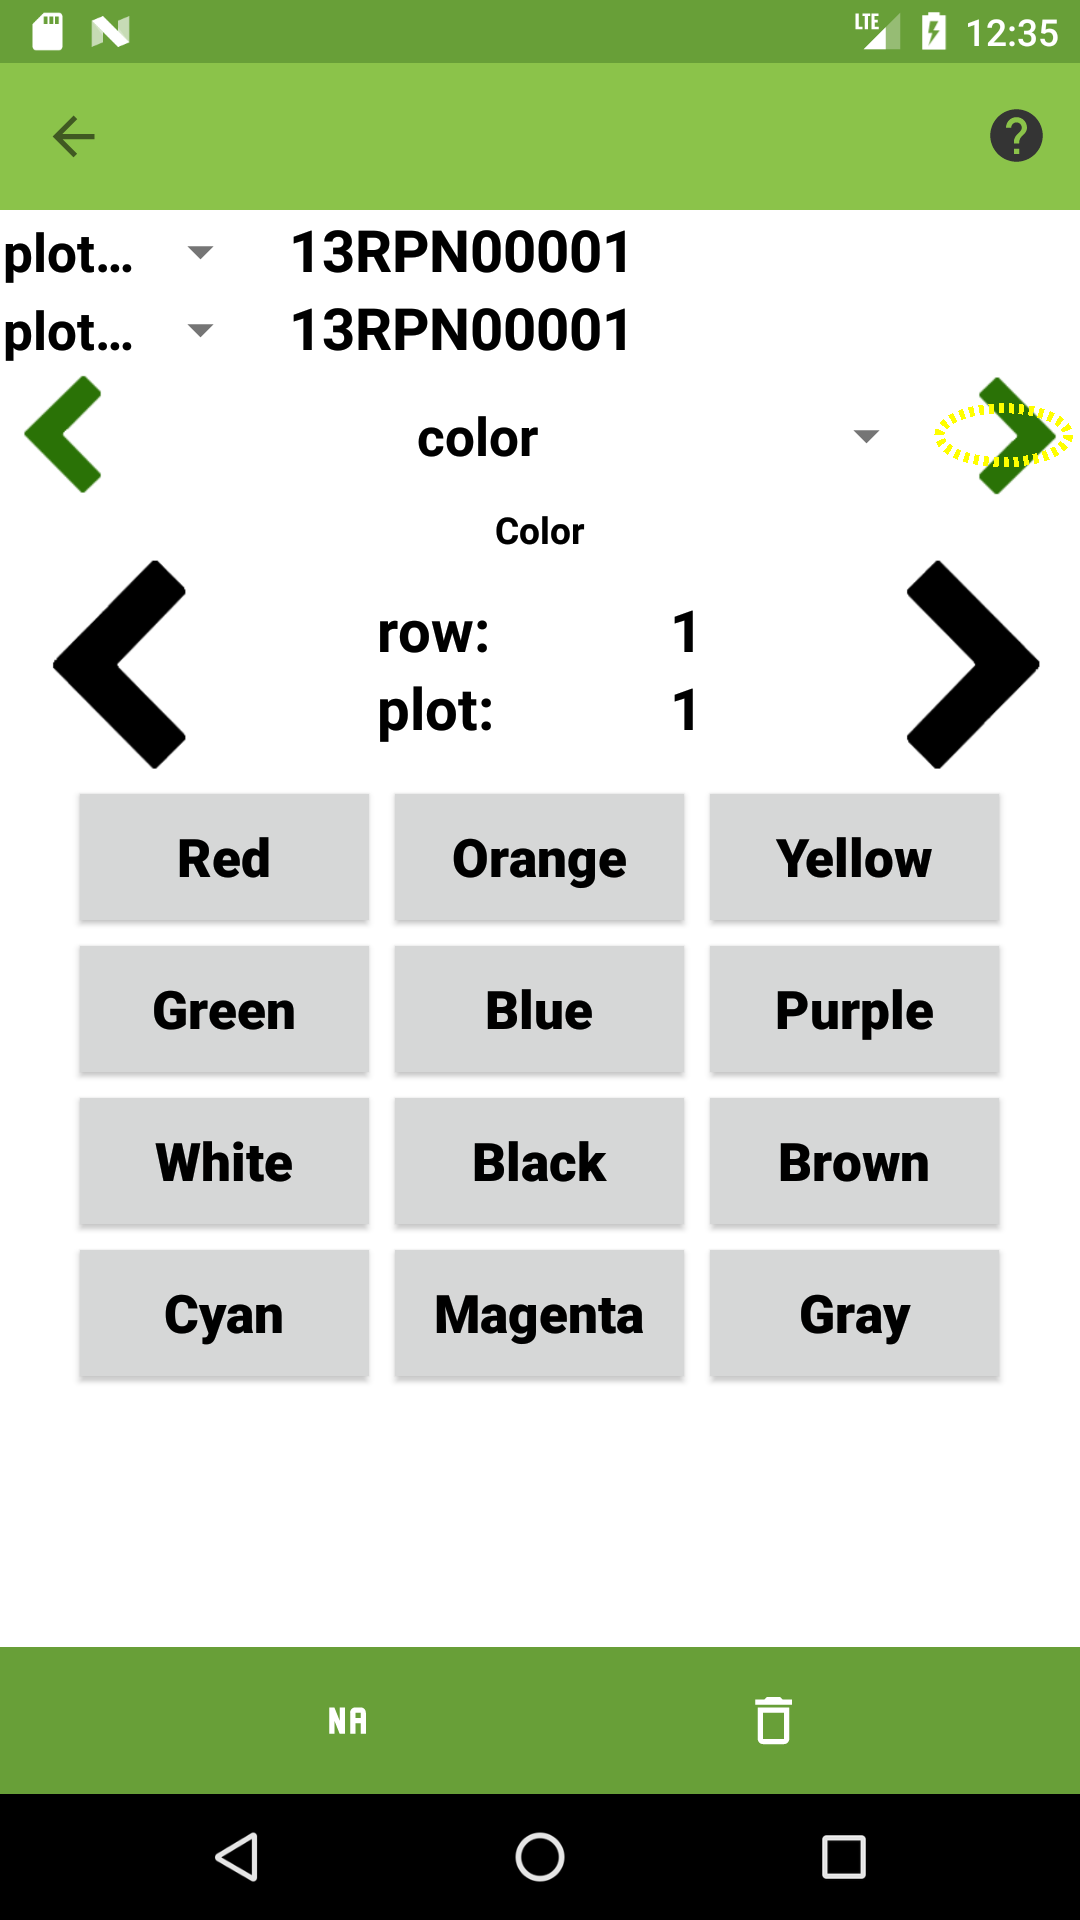 LTE 12:35
plot... 13RPN00001
plot... 13RPN00001
color
Color
row: 1
plot: 1
Red Orange Yellow
Green Blue Purple
White Black Brown
Cyan Magenta Gray
NA